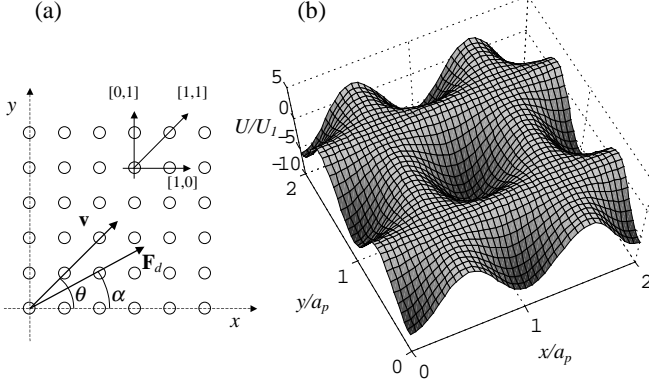 (a)
y
[0,1]
[1,1]
[1,0]
v
F_d
θ
α
x
(b)
U/U_1
5
0
-5
-10
2
1
0
y/a_p
0
1
2
x/a_p